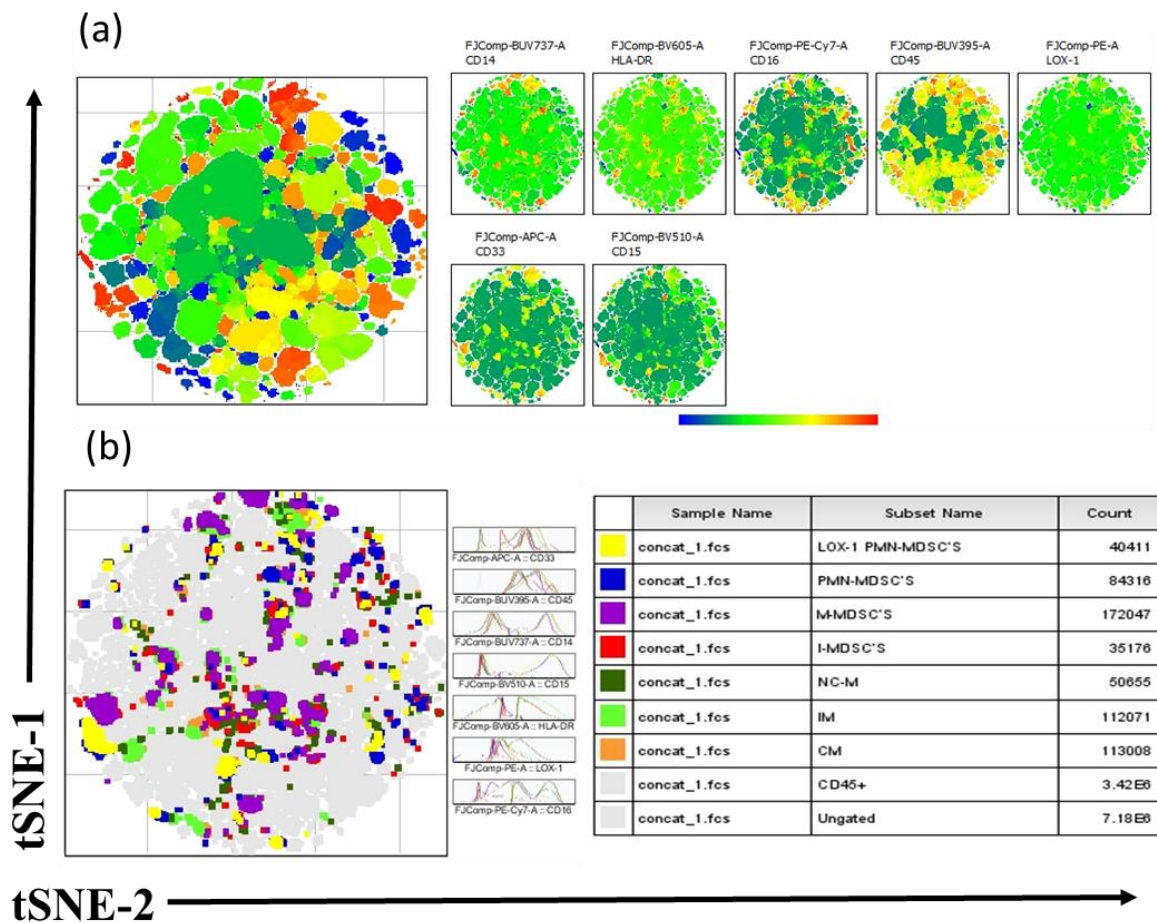 (a)
FJComp-BUV737-A
CD14
FJComp-BV605-A
HLA-DR
FJComp-PE-Cy7-A
CD16
FJComp-BUV395-A
CD45
FJComp-PE-A
LOX-1
FJComp-APC-A
CD33
FJComp-BV510-A
CD15
(b)
FJComp-APC-A :: CD33
FJComp-BUV395-A :: CD45
FJComp-BUV737-A :: CD14
FJComp-BV510-A :: CD15
FJComp-BV605-A :: HLA-DR
FJComp-PE-A :: LOX-1
FJComp-PE-Cy7-A :: CD16
Sample Name Subset Name Count
concat_1.fcs LOX-1 PMN-MDSC'S 40411
concat_1.fcs PMN-MDSC'S 84316
concat_1.fcs M-MDSC'S 172047
concat_1.fcs I-MDSC'S 35176
concat_1.fcs NC-M 50655
concat_1.fcs IM 112071
concat_1.fcs CM 113008
concat_1.fcs CD45+ 3.42E6
concat_1.fcs Ungated 7.18E6
tSNE-1
tSNE-2